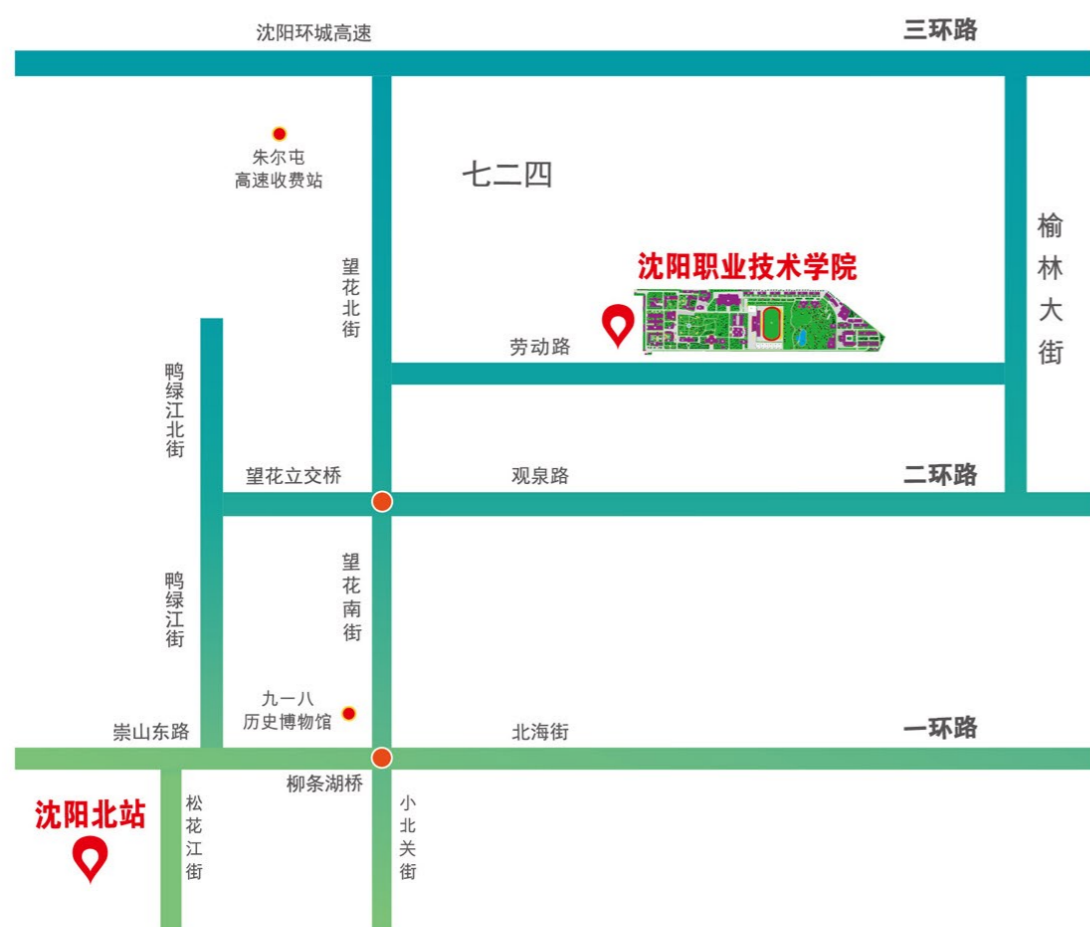 沈阳环城高速
三环路
朱尔屯
高速收费站
七二四
望花北街
榆林大街
沈阳职业技术学院
劳动路
鸭绿江北街
望花立交桥
观泉路
二环路
望花南街
鸭绿江街
九一八
历史博物馆
崇山东路
北海街
一环路
柳条湖桥
沈阳北站
松花江街
小北关街